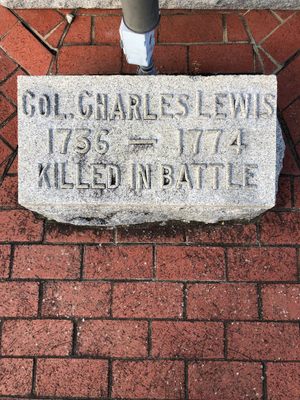 COL. CHARLES LEWIS
1736 — 1774
KILLED IN BATTLE